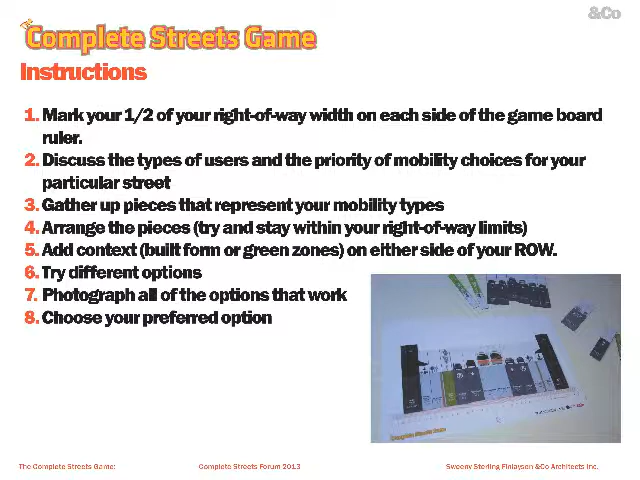 &Co
Complete Streets Game
Instructions
1. Mark your 1/2 of your right-of-way width on each side of the game board
ruler.
2. Discuss the types of users and the priority of mobility choices for your
particular street
3. Gather up pieces that represent your mobility types
4. Arrange the pieces (try and stay within your right-of-way limits)
5. Add context (built form or green zones) on either side of your ROW.
6. Try different options
7. Photograph all of the options that work
8. Choose your preferred option
Complete Streets Game
The Complete Streets Game: Complete Streets Forum 2013 Sweeny Sterling Finlayson &Co Architects Inc.